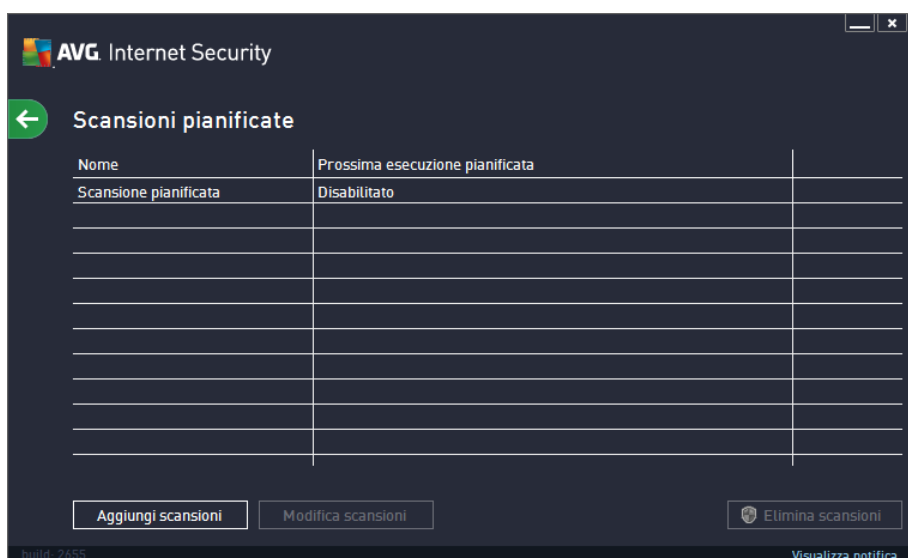 AVG. Internet Security
Scansioni pianificate
Nome Prossima esecuzione pianificata
Scansione pianificata Disabilitato
Aggiungi scansioni Modifica scansioni Elimina scansioni
build: 2655 Visualizza notifica